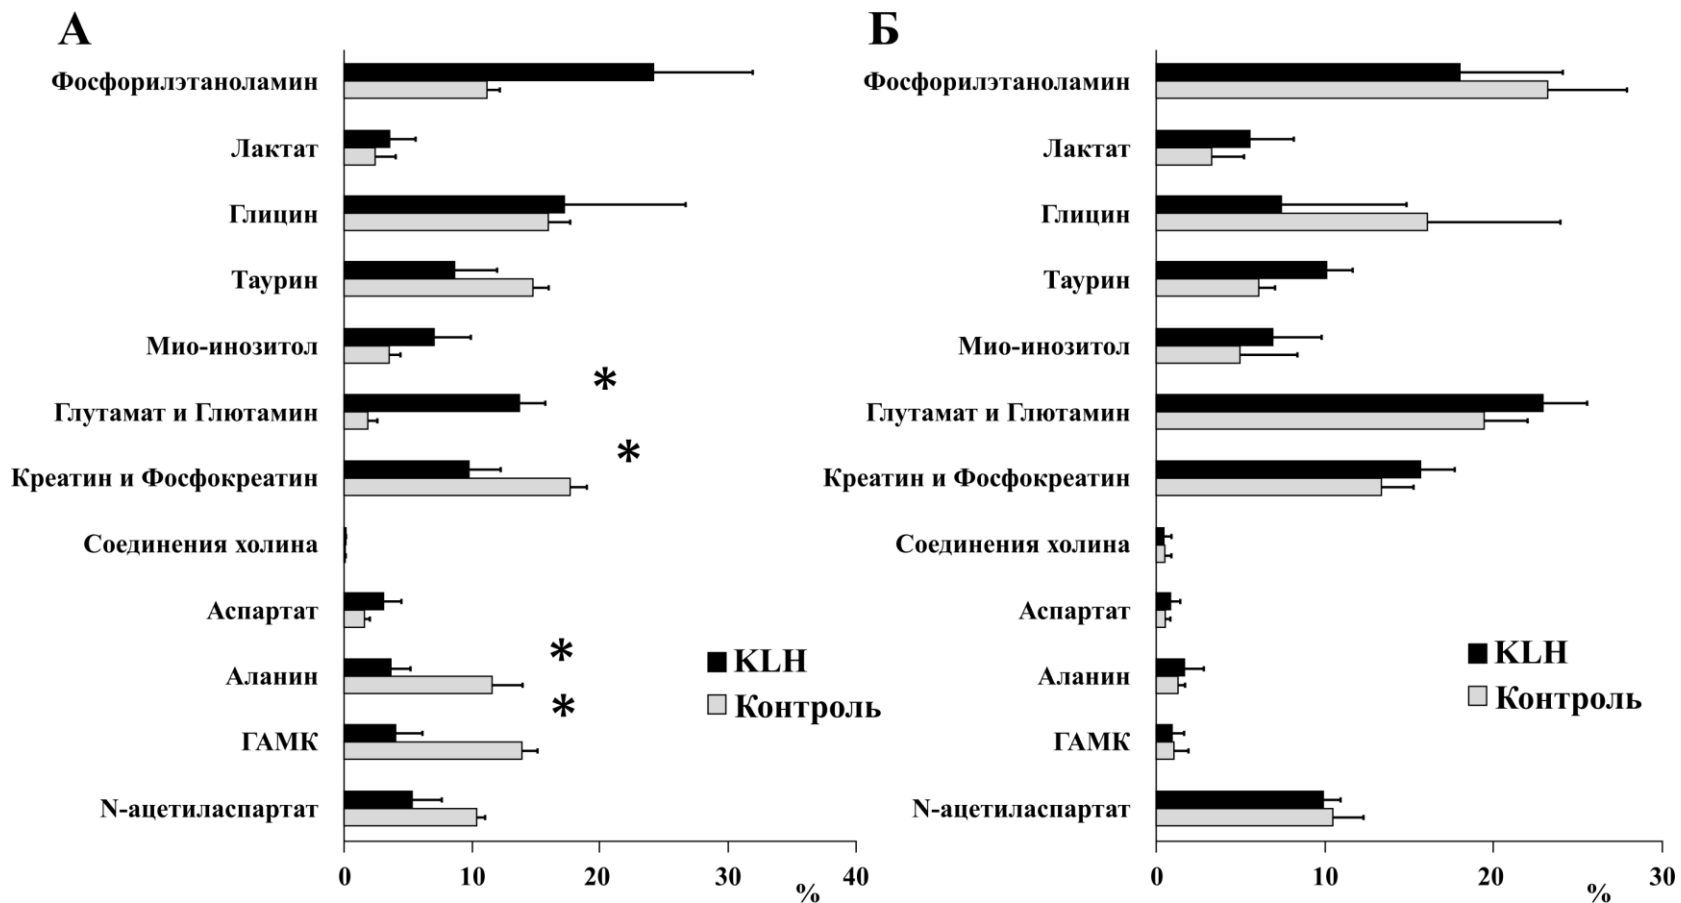 А
Фосфорилэтаноламин
Лактат
Глицин
Таурин
Мио-инозитол
*
Глутамат и Глютамин
*
Креатин и Фосфокреатин
Соединения холина
Аспартат
*
Аланин
*
ГАМК
N-ацетиласпартат
KLH
Контроль
0 10 20 30 40
%
Б
Фосфорилэтаноламин
Лактат
Глицин
Таурин
Мио-инозитол
Глутамат и Глютамин
Креатин и Фосфокреатин
Соединения холина
Аспартат
Аланин
ГАМК
N-ацетиласпартат
KLH
Контроль
0 10 20 30
%